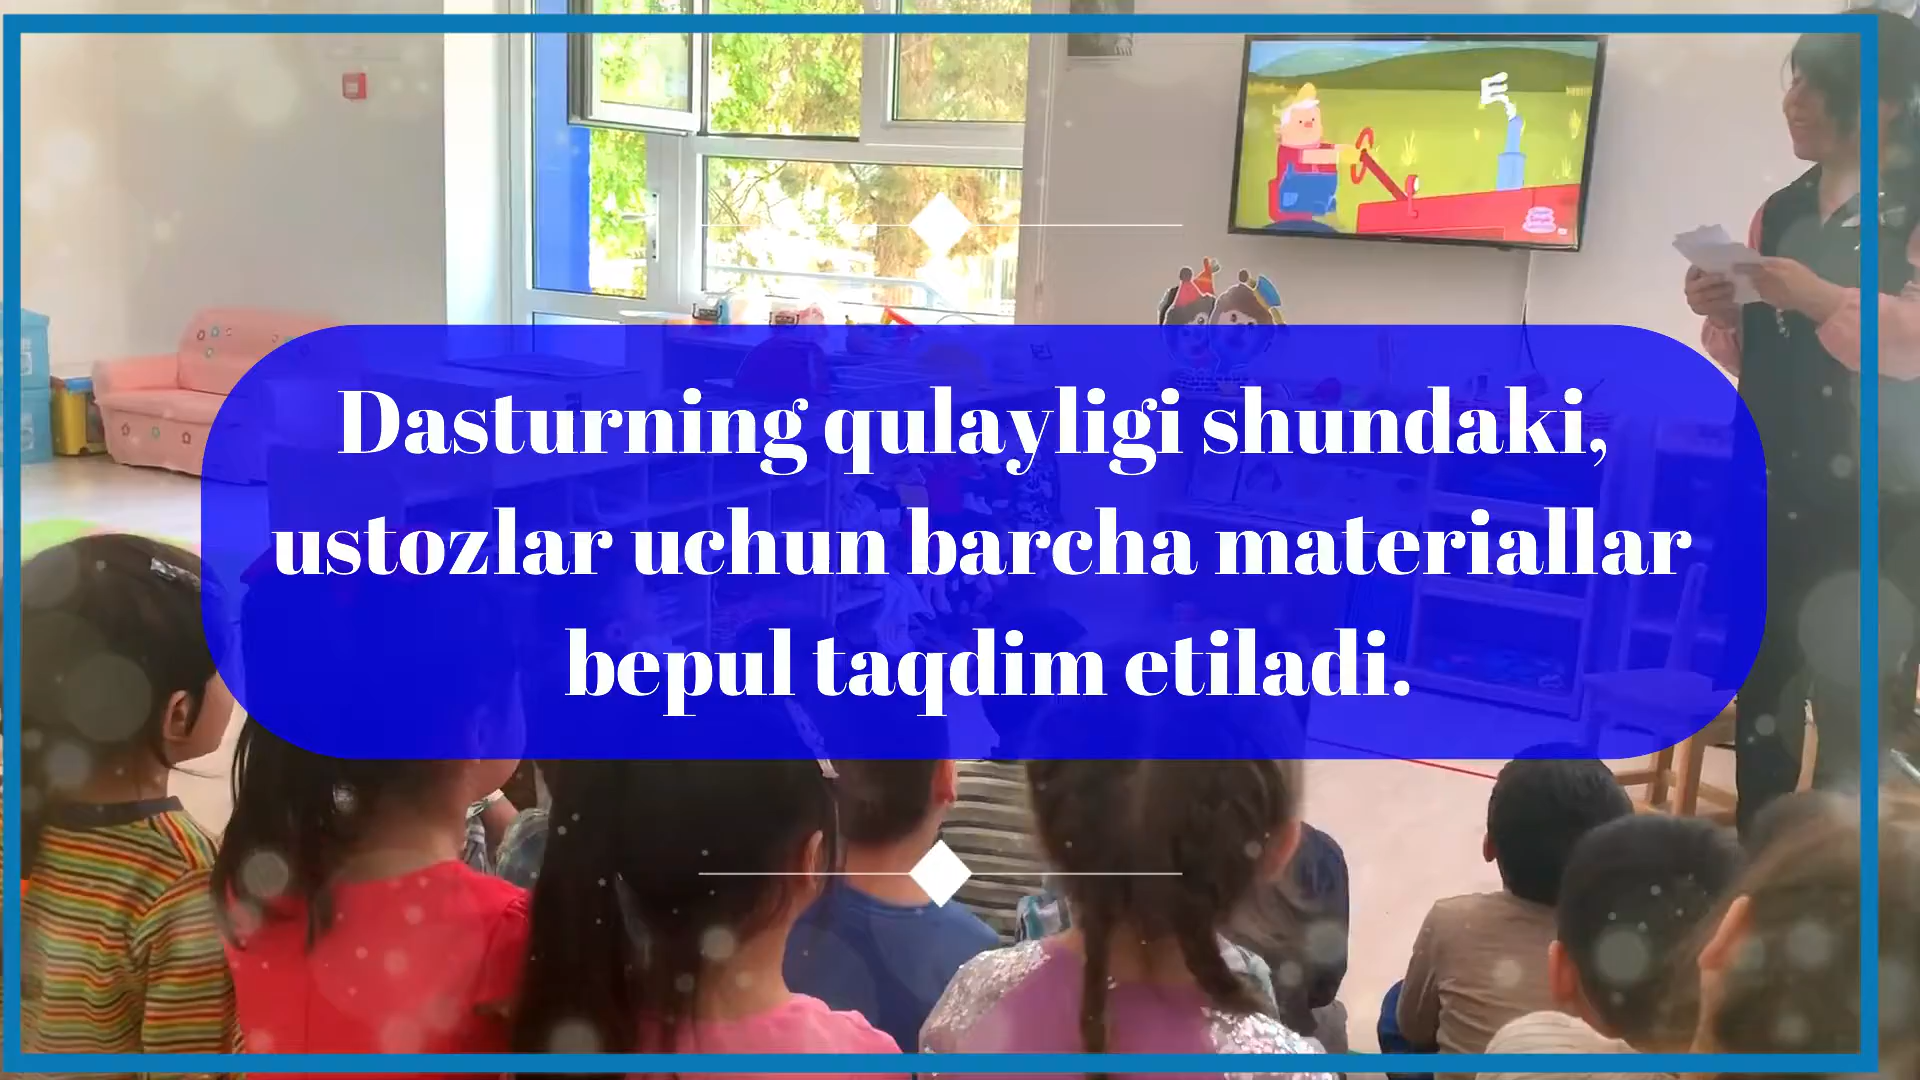 E
Dasturning qulayligi shundaki,
ustozlar uchun barcha materiallar
bepul taqdim etiladi.